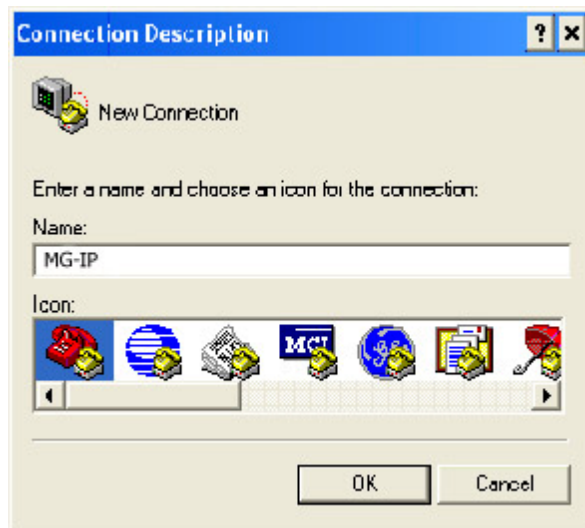 Connection Description
New Connection
Enter a name and choose an icon for the connection:
Name:
MG-IP
Icon:
MCI
OK
Cancel